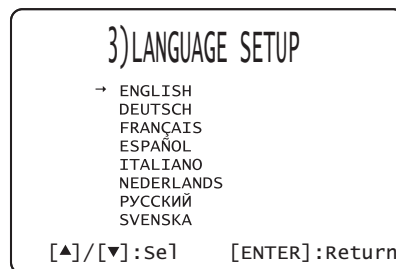 3)LANGUAGE SETUP
→ ENGLISH
DEUTSCH
FRANÇAIS
ESPAÑOL
ITALIANO
NEDERLANDS
РУССКИЙ
SVENSKA
[▲]/[▼]:Sel [ENTER]:Return